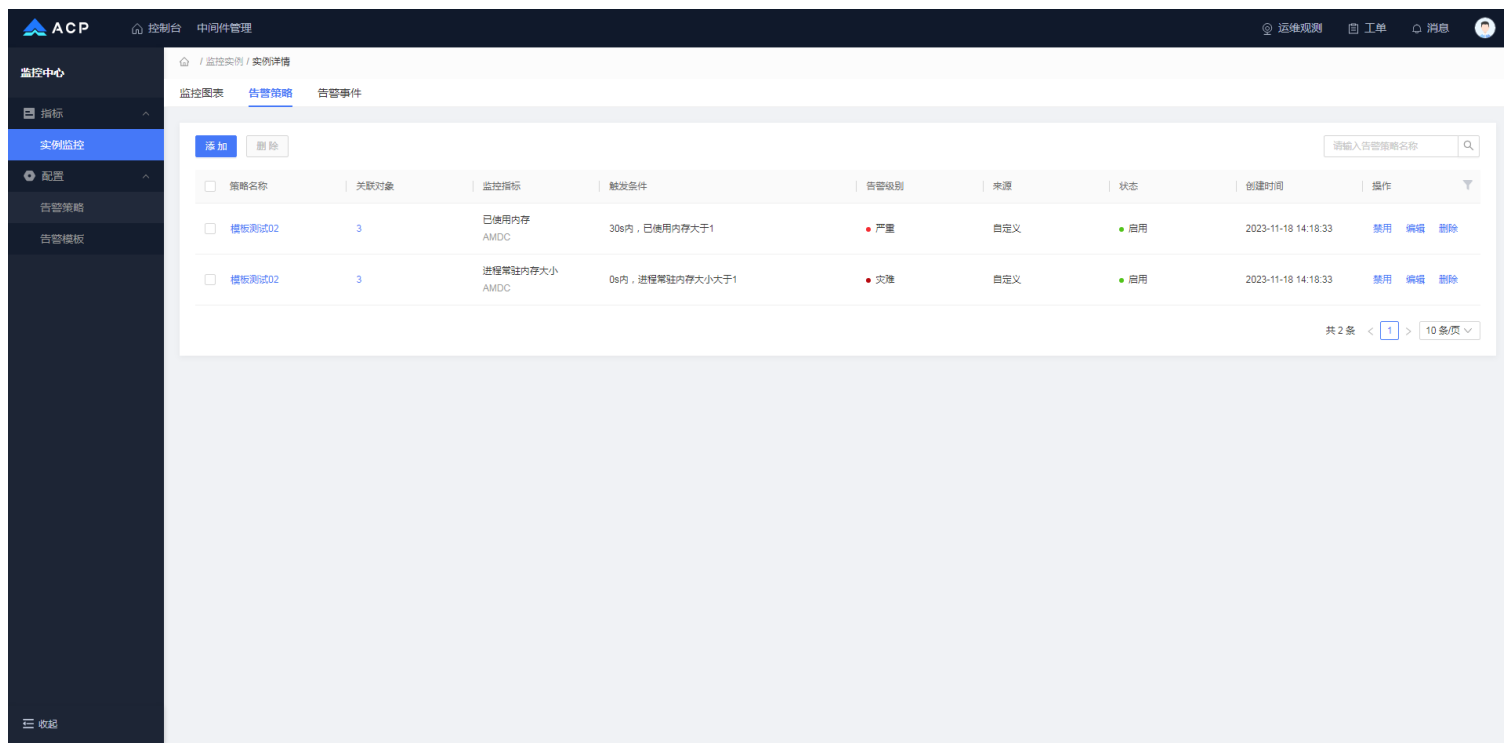 ACP 控制台 中间件管理 运维观测 工单 消息
监控中心
/ 监控实例 / 实例详情
监控图表 告警策略 告警事件
指标
实例监控
配置
告警策略
告警模板
添 加 删 除 请输入告警策略名称
策略名称 关联对象 监控指标 触发条件 告警级别 来源 状态 创建时间 操作
模板测试02 3 已使用内存 30s内，已使用内存大于1 严重 自定义 启用 2023-11-18 14:18:33 禁用 编辑 删除
AMDC
模板测试02 3 进程常驻内存大小 0s内，进程常驻内存大小大于1 灾难 自定义 启用 2023-11-18 14:18:33 禁用 编辑 删除
AMDC
共 2 条 < 1 > 10 条/页
收起